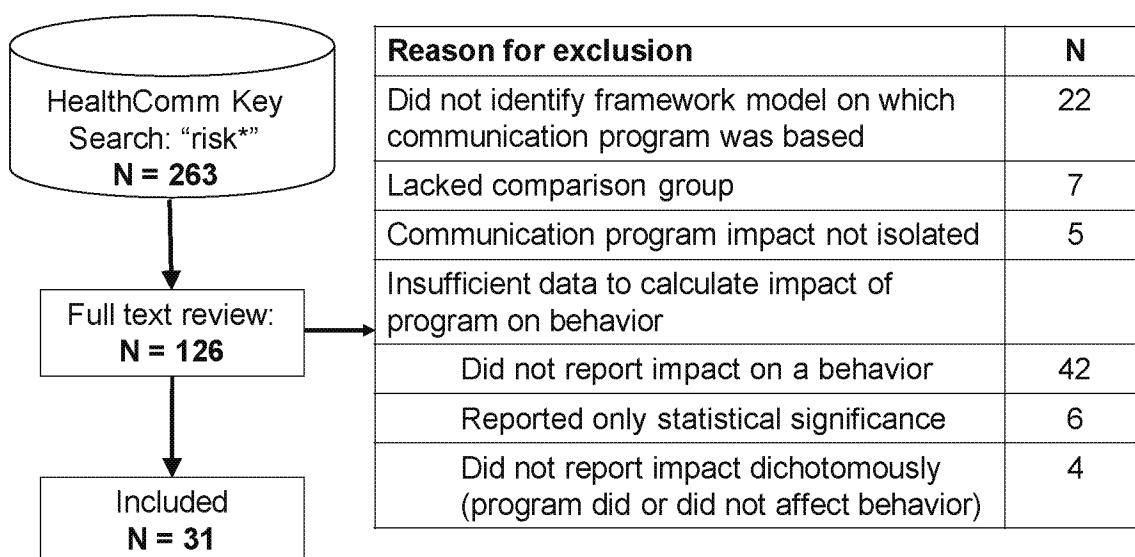 HealthComm Key
Search: “risk*”
N = 263
Full text review:
N = 126
Included
N = 31
Reason for exclusion N
Did not identify framework model on which 22
communication program was based
Lacked comparison group 7
Communication program impact not isolated 5
Insufficient data to calculate impact of
program on behavior
Did not report impact on a behavior 42
Reported only statistical significance 6
Did not report impact dichotomously 4
(program did or did not affect behavior)